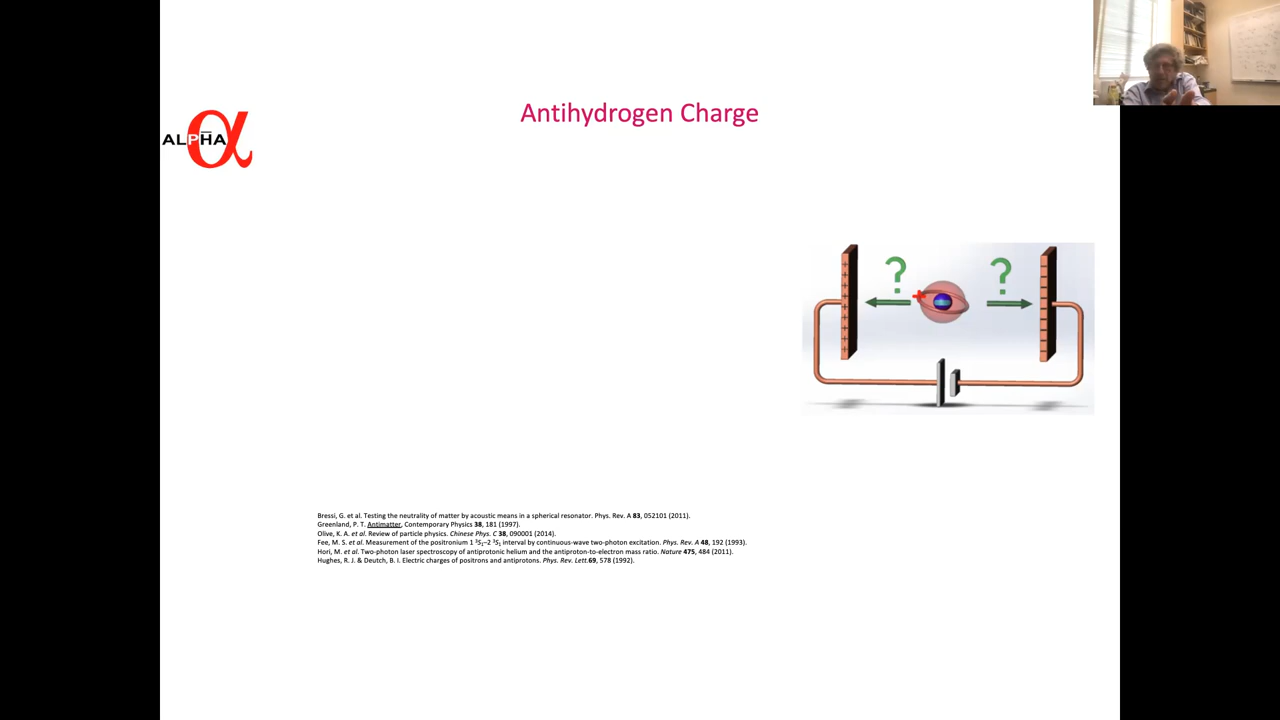 Antihydrogen Charge
ALPHA
α
? ?
Bressi, G. et al. Testing the neutrality of matter by acoustic means in a spherical resonator. Phys. Rev. A 83, 052101 (2011).
Greenland, P. T. Antimatter, Contemporary Physics 38, 181 (1997).
Olive, K. A. et al. Review of particle physics. Chinese Phys. C 38, 090001 (2014).
Fee, M. S. et al. Measurement of the positronium 1 ³S₁–2 ³S₁ interval by continuous-wave two-photon excitation. Phys. Rev. A 48, 192 (1993).
Hori, M. et al. Two-photon laser spectroscopy of antiprotonic helium and the antiproton-to-electron mass ratio. Nature 475, 484 (2011).
Hughes, R. J. & Deutch, B. I. Electric charges of positrons and antiprotons. Phys. Rev. Lett.69, 578 (1992).